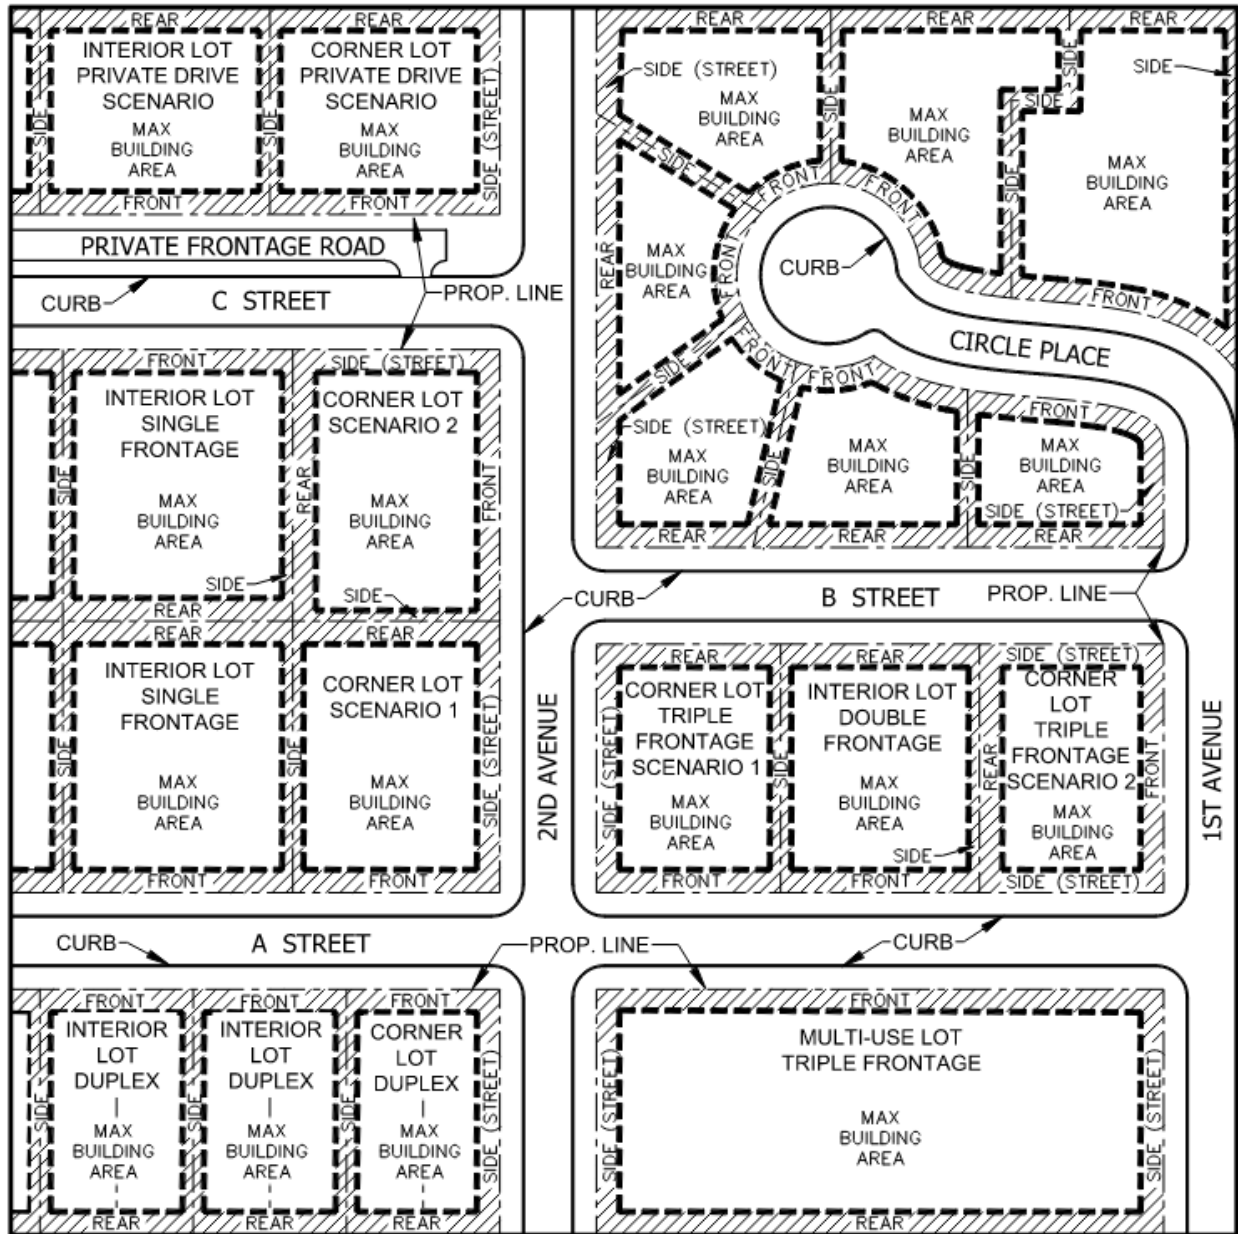 REAR
REAR
REAR
REAR
REAR
INTERIOR LOT
PRIVATE DRIVE
SCENARIO
MAX
BUILDING
AREA
SIDE
FRONT
CORNER LOT
PRIVATE DRIVE
SCENARIO
MAX
BUILDING
AREA
SIDE
FRONT
SIDE (STREET)
PRIVATE FRONTAGE ROAD
CURB
C STREET
PROP. LINE
SIDE (STREET)
MAX
BUILDING
AREA
SIDE
SIDE
FRONT
MAX
BUILDING
AREA
FRONT
SIDE
SIDE
SIDE
SIDE
MAX
BUILDING
AREA
FRONT
REAR
MAX
BUILDING
AREA
FRONT
CURB
CIRCLE PLACE
SIDE
FRONT
SIDE (STREET)
MAX
BUILDING
AREA
REAR
SIDE
FRONT
MAX
BUILDING
AREA
REAR
SIDE
FRONT
MAX
BUILDING
AREA
SIDE (STREET)
REAR
FRONT
INTERIOR LOT
SINGLE
FRONTAGE
MAX
BUILDING
AREA
SIDE
SIDE
REAR
SIDE (STREET)
CORNER LOT
SCENARIO 2
MAX
BUILDING
AREA
REAR
FRONT
SIDE
CURB
B STREET
PROP. LINE
REAR
INTERIOR LOT
SINGLE
FRONTAGE
MAX
BUILDING
AREA
SIDE
FRONT
REAR
CORNER LOT
SCENARIO 1
MAX
BUILDING
AREA
SIDE
SIDE (STREET)
FRONT
2ND AVENUE
REAR
CORNER LOT
TRIPLE
FRONTAGE
SCENARIO 1
MAX
BUILDING
AREA
SIDE (STREET)
SIDE
FRONT
REAR
INTERIOR LOT
DOUBLE
FRONTAGE
MAX
BUILDING
AREA
SIDE
FRONT
SIDE (STREET)
CORNER
LOT
TRIPLE
FRONTAGE
SCENARIO 2
MAX
BUILDING
AREA
REAR
FRONT
SIDE (STREET)
1ST AVENUE
CURB
A STREET
PROP. LINE
CURB
FRONT
INTERIOR
LOT
DUPLEX
MAX
BUILDING
AREA
SIDE
REAR
FRONT
INTERIOR
LOT
DUPLEX
MAX
BUILDING
AREA
SIDE
REAR
FRONT
CORNER
LOT
DUPLEX
MAX
BUILDING
AREA
SIDE
SIDE (STREET)
REAR
FRONT
MULTI-USE LOT
TRIPLE FRONTAGE
MAX
BUILDING
AREA
SIDE (STREET)
SIDE (STREET)
REAR